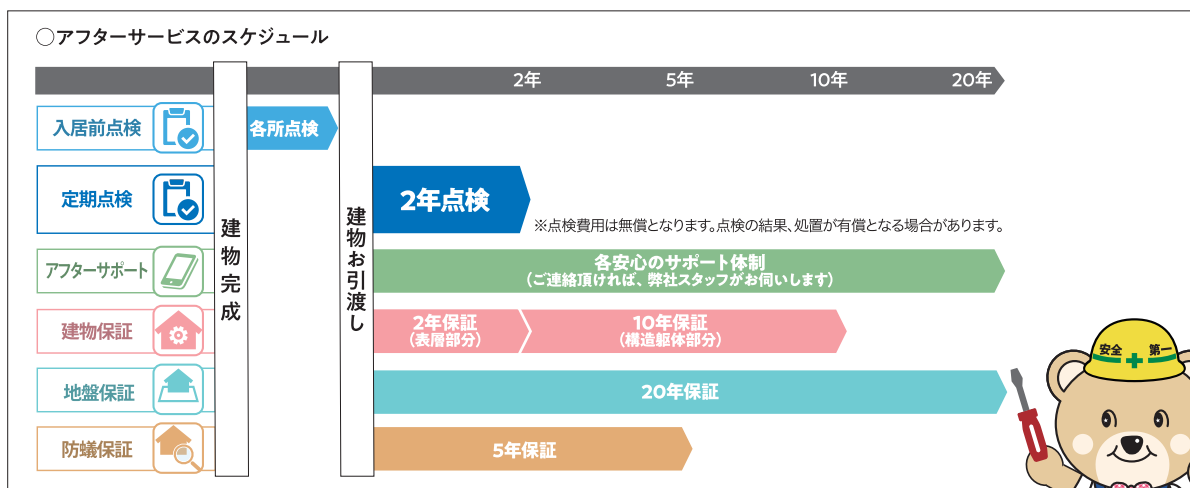 ○アフターサービスのスケジュール
2年 5年 10年 20年
入居前点検
各所点検
定期点検
2年点検
※点検費用は無償となります。点検の結果、処置が有償となる場合があります。
建物完成
建物お引渡し
アフターサポート
各安心のサポート体制
(ご連絡頂ければ、弊社スタッフがお伺いします)
建物保証
2年保証
(表層部分)
10年保証
(構造躯体部分)
地盤保証
20年保証
防蟻保証
5年保証
安全 第一